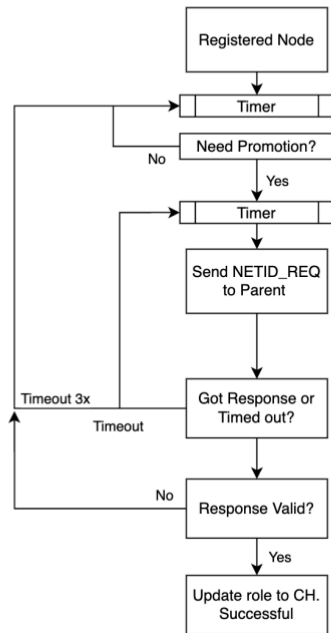 Registered Node
Timer
Need Promotion?
No
Yes
Timer
Send NETID_REQ
to Parent
Got Response or
Timed out?
Timeout 3x
Timeout
No
Response Valid?
Yes
Update role to CH.
Successful